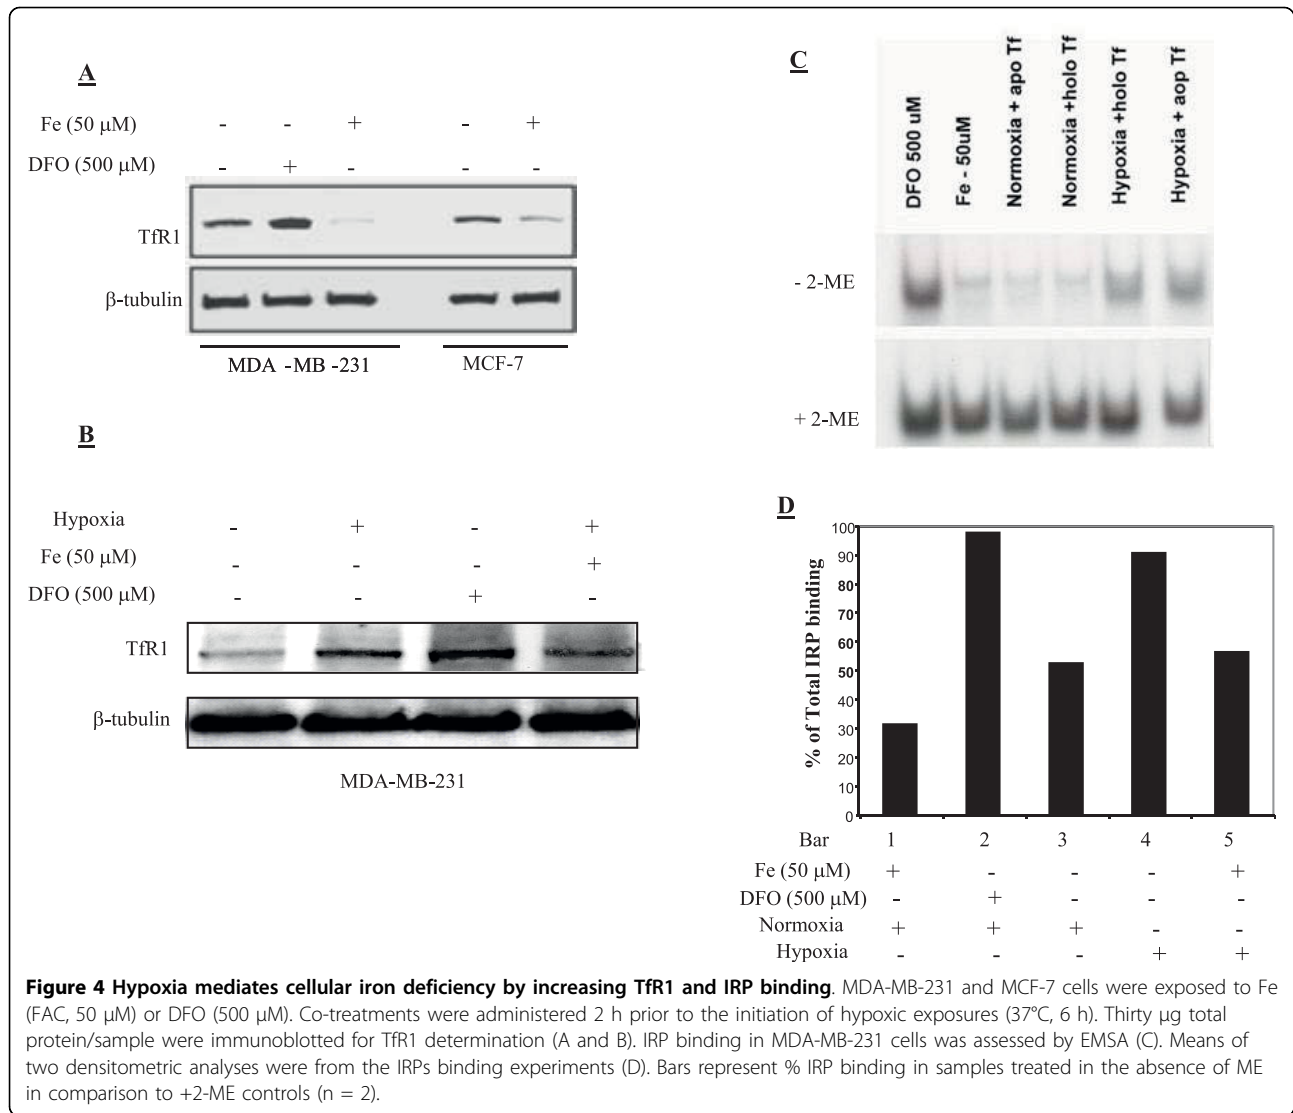 A
Fe (50 μM) - - + - +
DFO (500 μM) - + - - -
TfR1
β-tubulin
MDA -MB -231 MCF-7
B
Hypoxia - + - +
Fe (50 μM) - - - +
DFO (500 μM) - - + -
TfR1
β-tubulin
MDA-MB-231
C
DFO 500 uM
Fe - 50uM
Normoxia + apo Tf
Normoxia +holo Tf
Hypoxia +holo Tf
Hypoxia + aop Tf
- 2-ME
+ 2-ME
D
% of Total IRP binding
100
90
80
70
60
50
40
30
20
10
0
Bar 1 2 3 4 5
Fe (50 μM) + - - - +
DFO (500 μM) - + - - -
Normoxia + + + - -
Hypoxia - - - + +
Figure 4 Hypoxia mediates cellular iron deficiency by increasing TfR1 and IRP binding. MDA-MB-231 and MCF-7 cells were exposed to Fe
(FAC, 50 μM) or DFO (500 μM). Co-treatments were administered 2 h prior to the initiation of hypoxic exposures (37°C, 6 h). Thirty μg total
protein/sample were immunoblotted for TfR1 determination (A and B). IRP binding in MDA-MB-231 cells was assessed by EMSA (C). Means of
two densitometric analyses were from the IRPs binding experiments (D). Bars represent % IRP binding in samples treated in the absence of ME
in comparison to +2-ME controls (n = 2).